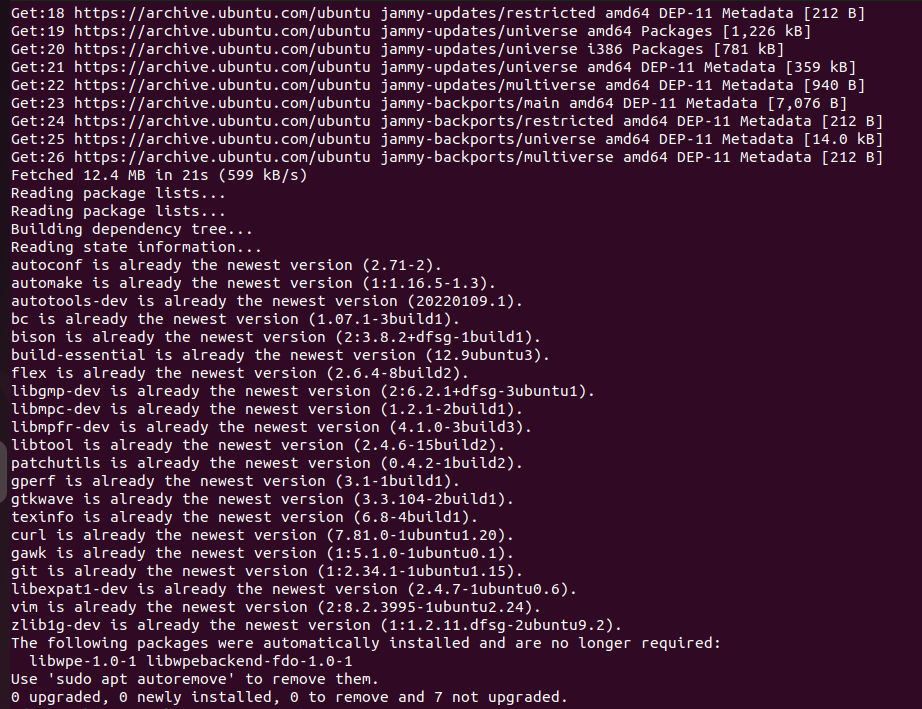 Get:18 https://archive.ubuntu.com/ubuntu jammy-updates/restricted amd64 DEP-11 Metadata [212 B]
Get:19 https://archive.ubuntu.com/ubuntu jammy-updates/universe amd64 Packages [1,226 kB]
Get:20 https://archive.ubuntu.com/ubuntu jammy-updates/universe i386 Packages [781 kB]
Get:21 https://archive.ubuntu.com/ubuntu jammy-updates/universe amd64 DEP-11 Metadata [359 kB]
Get:22 https://archive.ubuntu.com/ubuntu jammy-updates/multiverse amd64 DEP-11 Metadata [940 B]
Get:23 https://archive.ubuntu.com/ubuntu jammy-backports/main amd64 DEP-11 Metadata [7,076 B]
Get:24 https://archive.ubuntu.com/ubuntu jammy-backports/restricted amd64 DEP-11 Metadata [212 B]
Get:25 https://archive.ubuntu.com/ubuntu jammy-backports/universe amd64 DEP-11 Metadata [14.0 kB]
Get:26 https://archive.ubuntu.com/ubuntu jammy-backports/multiverse amd64 DEP-11 Metadata [212 B]
Fetched 12.4 MB in 21s (599 kB/s)
Reading package lists...
Reading package lists...
Building dependency tree...
Reading state information...
autoconf is already the newest version (2.71-2).
automake is already the newest version (1:1.16.5-1.3).
autotools-dev is already the newest version (20220109.1).
bc is already the newest version (1.07.1-3build1).
bison is already the newest version (2:3.8.2+dfsg-1build1).
build-essential is already the newest version (12.9ubuntu3).
flex is already the newest version (2.6.4-8build2).
libgmp-dev is already the newest version (2:6.2.1+dfsg-3ubuntu1).
libmpc-dev is already the newest version (1.2.1-2build1).
libmpfr-dev is already the newest version (4.1.0-3build3).
libtool is already the newest version (2.4.6-15build2).
patchutils is already the newest version (0.4.2-1build2).
gperf is already the newest version (3.1-1build1).
gtkwave is already the newest version (3.3.104-2build1).
texinfo is already the newest version (6.8-4build1).
curl is already the newest version (7.81.0-1ubuntu1.20).
gawk is already the newest version (1:5.1.0-1ubuntu0.1).
git is already the newest version (1:2.34.1-1ubuntu1.15).
libexpat1-dev is already the newest version (2.4.7-1ubuntu0.6).
vim is already the newest version (2:8.2.3995-1ubuntu2.24).
zlib1g-dev is already the newest version (1:1.2.11.dfsg-2ubuntu9.2).
The following packages were automatically installed and are no longer required:
  libwpe-1.0-1 libwpebackend-fdo-1.0-1
Use 'sudo apt autoremove' to remove them.
0 upgraded, 0 newly installed, 0 to remove and 7 not upgraded.